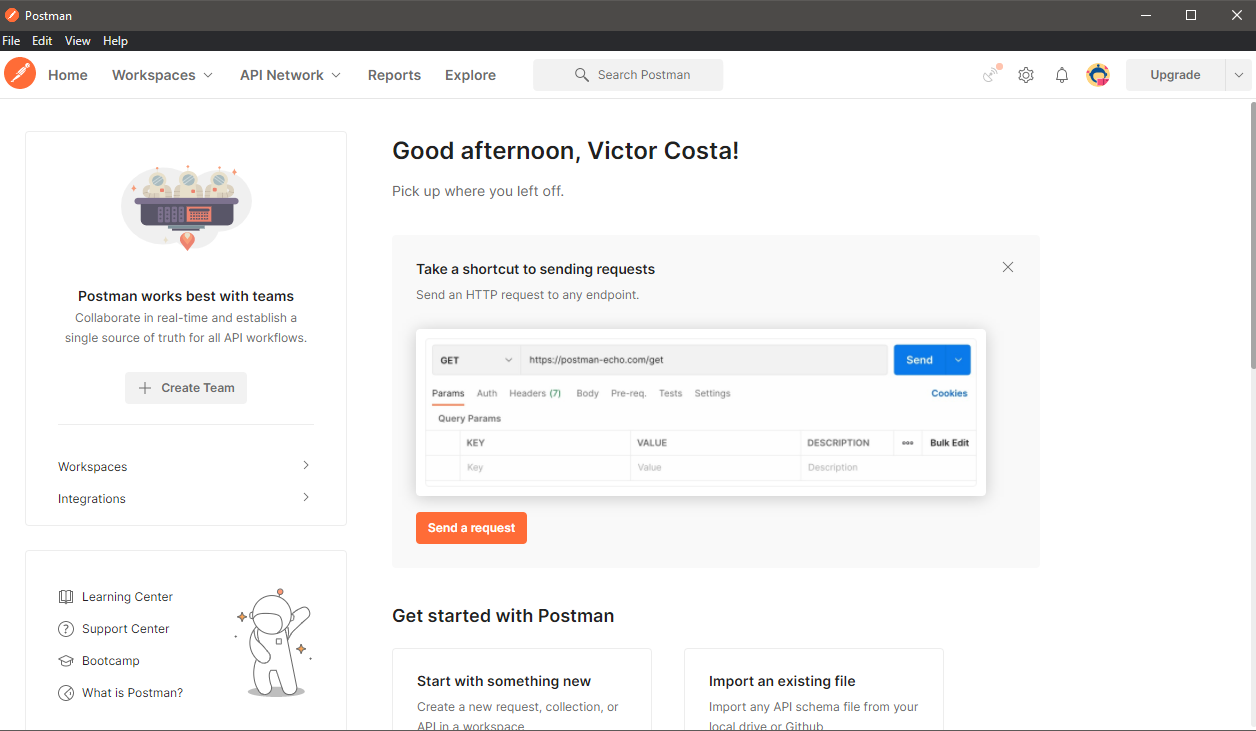 Postman
File Edit View Help
Home Workspaces API Network Reports Explore Search Postman Upgrade
Postman works best with teams
Collaborate in real-time and establish a
single source of truth for all API workflows.
Create Team
Workspaces
Integrations
Learning Center
Support Center
Bootcamp
What is Postman?
Good afternoon, Victor Costa!
Pick up where you left off.
Take a shortcut to sending requests
Send an HTTP request to any endpoint.
GET https://postman-echo.com/get Send
Params Auth Headers (7) Body Pre-req. Tests Settings Cookies
Query Params
KEY VALUE DESCRIPTION Bulk Edit
Key Value Description
Send a request
Get started with Postman
Start with something new
Create a new request, collection, or
API in a workspace
Import an existing file
Import any API schema file from your
local drive or Github